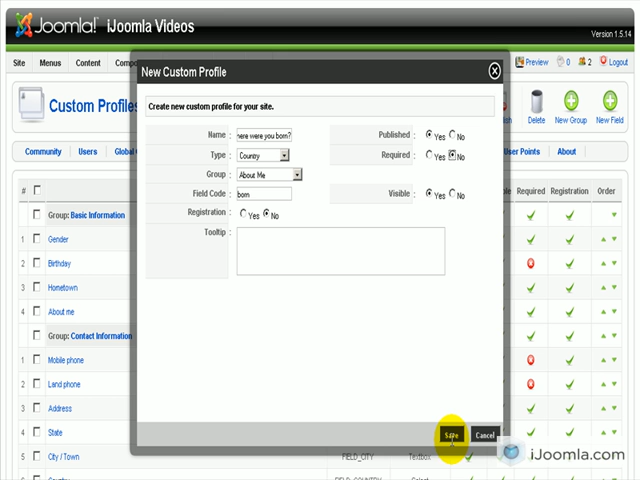 Joomla! iJoomla Videos
Version 1.5.14
Site Menus Content Preview 0 2 Logout
New Custom Profile
Custom Profiles
Delete New Group New Field
Create new custom profile for your site.
Name : here were you born?
Published : Yes No
Type : Country
Required : Yes No
Community Users Global User Points About
Group : About Me
Field Code : born
Visible : Yes No
# Required Registration Order
Registration : Yes No
Group: Basic Information
Tooltip :
1 Gender
2 Birthday
3 Hometown
4 About me
Group: Contact Information
1 Mobile phone
2 Land phone
3 Address
4 State
Save Cancel
5 City / Town FIELD_CITY Textbox
iJoomla.com